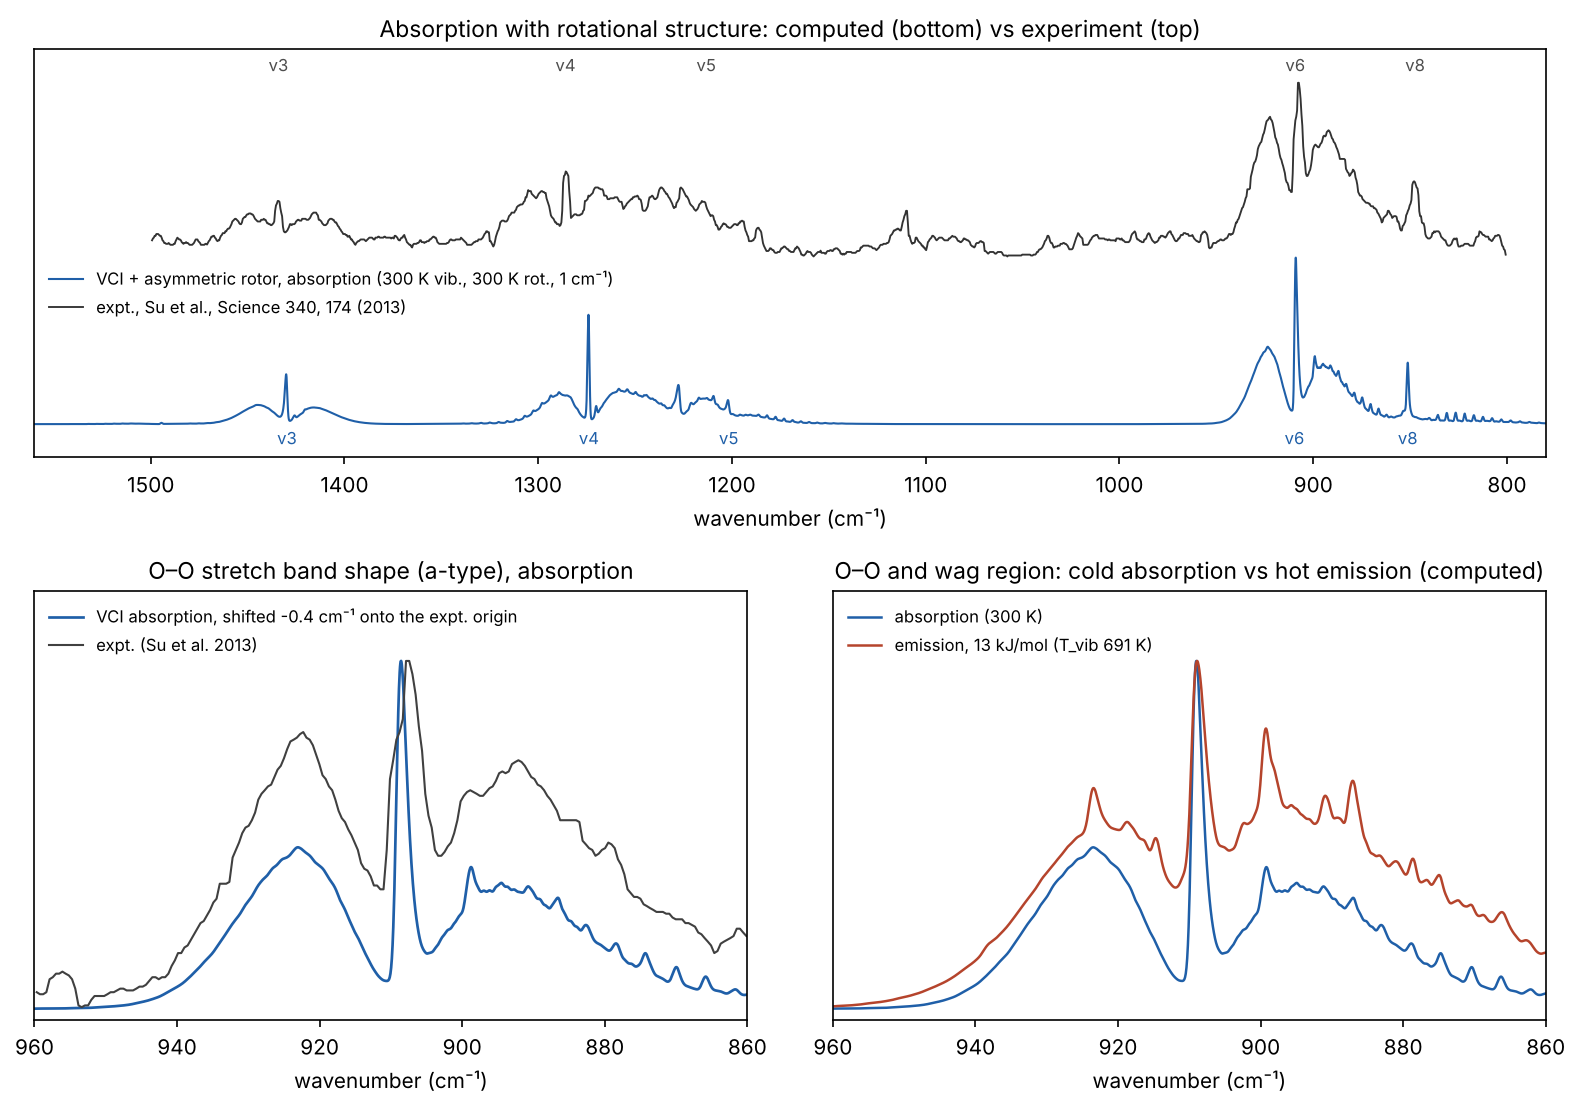 Absorption with rotational structure: computed (bottom) vs experiment (top)
v3 v4 v5 v6 v8
VCI + asymmetric rotor, absorption (300 K vib., 300 K rot., 1 cm⁻¹)
expt., Su et al., Science 340, 174 (2013)
v3 v4 v5 v6 v8
1500 1400 1300 1200 1100 1000 900 800
wavenumber (cm⁻¹)
O–O stretch band shape (a-type), absorption
VCI absorption, shifted -0.4 cm⁻¹ onto the expt. origin
expt. (Su et al. 2013)
960 940 920 900 880 860
wavenumber (cm⁻¹)
O–O and wag region: cold absorption vs hot emission (computed)
absorption (300 K)
emission, 13 kJ/mol (T_vib 691 K)
960 940 920 900 880 860
wavenumber (cm⁻¹)